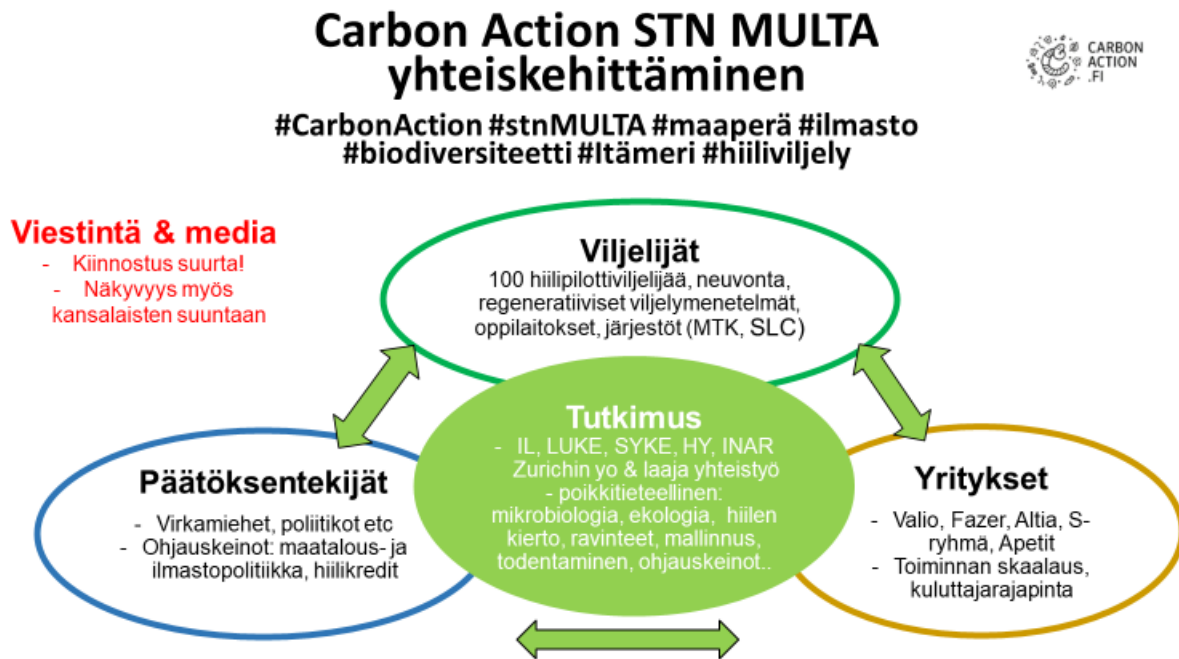 Carbon Action STN MULTA
yhteiskehittäminen
CARBON
ACTION
.FI
#CarbonAction #stnMULTA #maaperä #ilmasto
#biodiversiteetti #Itämeri #hiiliviljely
Viestintä & media
- Kiinnostus suurta!
- Näkyvyys myös
kansalaisten suuntaan
Viljelijät
100 hiilipilottiviljelijää, neuvonta,
regeneratiiviset viljelymenetelmät,
oppilaitokset, järjestöt (MTK, SLC)
Tutkimus
- IL, LUKE, SYKE, HY, INAR
Zurichin yo & laaja yhteistyö
- poikkitieteellinen:
mikrobiologia, ekologia, hiilen
kierto, ravinteet, mallinnus,
todentaminen, ohjauskeinot..
Päätöksentekijät
- Virkamiehet, poliitikot etc
- Ohjauskeinot: maatalous- ja
ilmastopolitiikka, hiilikredit
Yritykset
- Valio, Fazer, Altia, S-
ryhmä, Apetit
- Toiminnan skaalaus,
kuluttajarajapinta